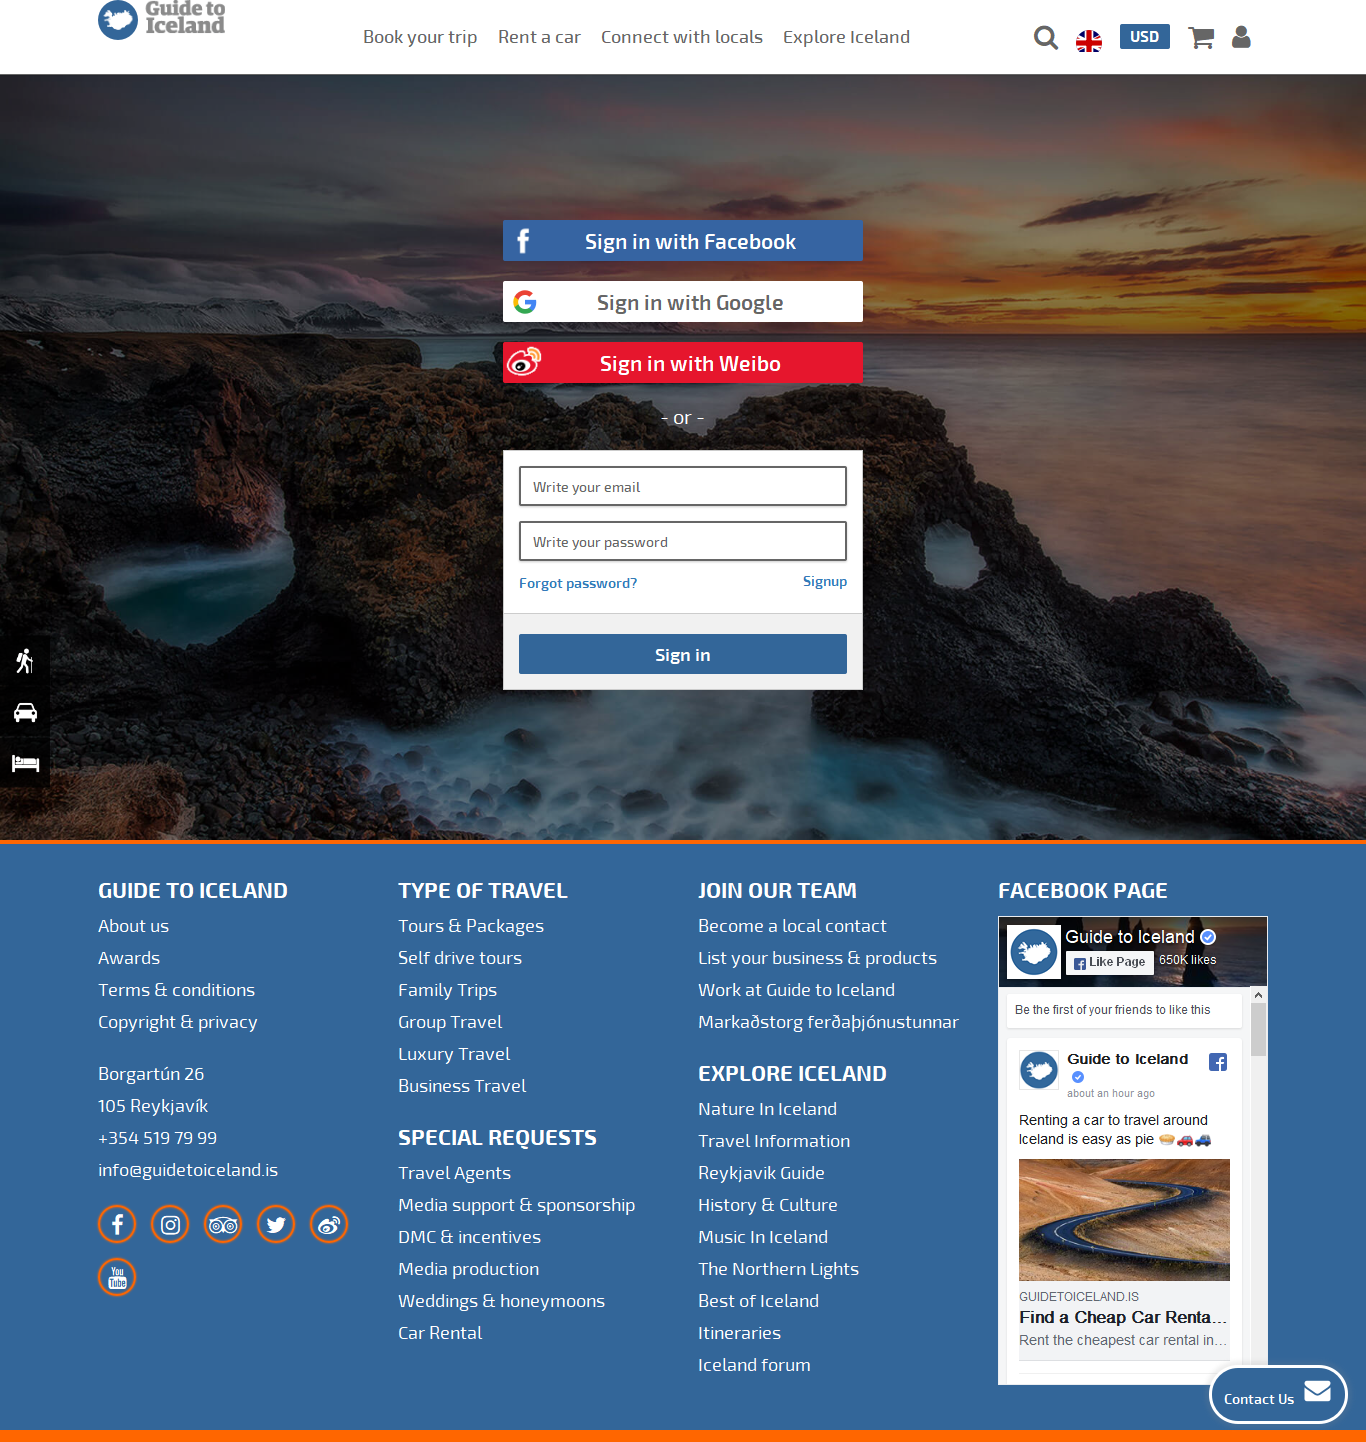 Guide to
Iceland
Book your trip
Rent a car
Connect with locals
Explore Iceland
USD
Sign in with Facebook
Sign in with Google
Sign in with Weibo
- or -
Write your email
Write your password
Forgot password?
Signup
Sign in
GUIDE TO ICELAND
About us
Awards
Terms & conditions
Copyright & privacy
Borgartún 26
105 Reykjavík
+354 519 79 99
info@guidetoiceland.is
You
Tube
TYPE OF TRAVEL
Tours & Packages
Self drive tours
Family Trips
Group Travel
Luxury Travel
Business Travel
SPECIAL REQUESTS
Travel Agents
Media support & sponsorship
DMC & incentives
Media production
Weddings & honeymoons
Car Rental
JOIN OUR TEAM
Become a local contact
List your business & products
Work at Guide to Iceland
Markaðstorg ferðaþjónustunnar
EXPLORE ICELAND
Nature In Iceland
Travel Information
Reykjavik Guide
History & Culture
Music In Iceland
The Northern Lights
Best of Iceland
Itineraries
Iceland forum
FACEBOOK PAGE
Guide to Iceland
Like Page
650K likes
Be the first of your friends to like this
Guide to Iceland
about an hour ago
Renting a car to travel around
Iceland is easy as pie
GUIDETOICELAND.IS
Find a Cheap Car Renta...
Rent the cheapest car rental in...
Contact Us